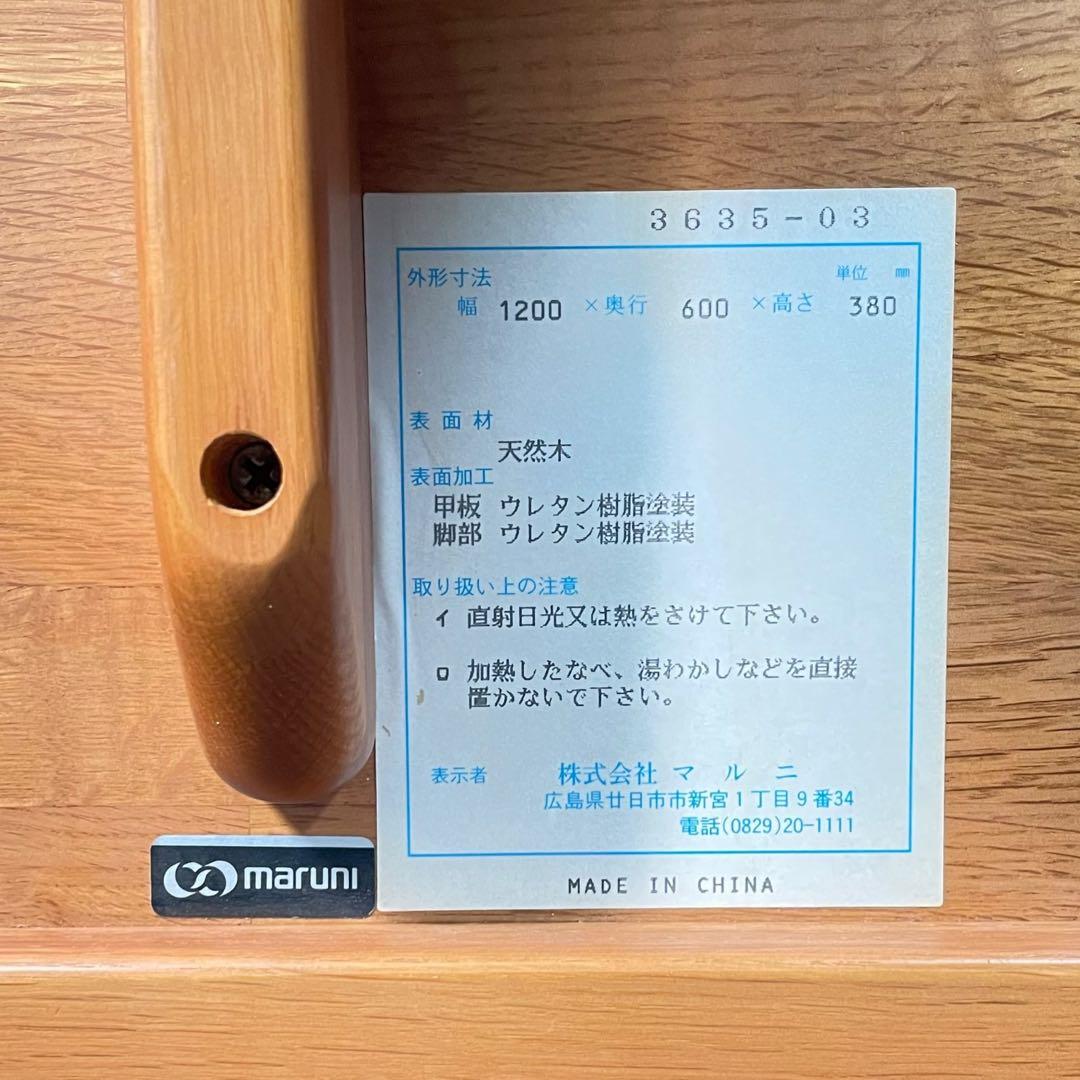 3635-03
外形寸法 単位 mm
幅 1200 ×奥行 600 ×高さ 380
表面材
天然木
表面加工
甲板 ウレタン樹脂塗装
脚部 ウレタン樹脂塗装
取り扱い上の注意
イ 直射日光又は熱をさけて下さい。
ロ 加熱したなべ、湯わかしなどを直接
置かないで下さい。
表示者 株式会社 マルニ
広島県廿日市市新宮1丁目9番34
電話(0829)20-1111
MADE IN CHINA
maruni